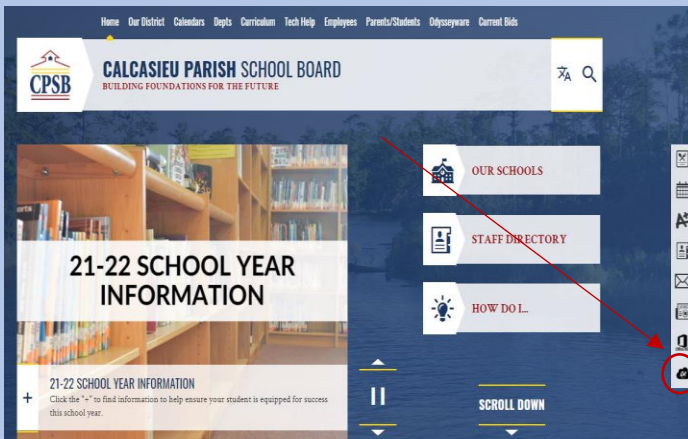 Home Our District Calendars Depts Curriculum Tech Help Employees Parents/Students Odysseyware Current Bids
CPSB
CALCASIEU PARISH SCHOOL BOARD
BUILDING FOUNDATIONS FOR THE FUTURE
OUR SCHOOLS
STAFF DIRECTORY
HOW DO I...
21-22 SCHOOL YEAR
INFORMATION
21-22 SCHOOL YEAR INFORMATION
+
Click the "+" to find information to help ensure your student is equipped for success
this school year.
SCROLL DOWN